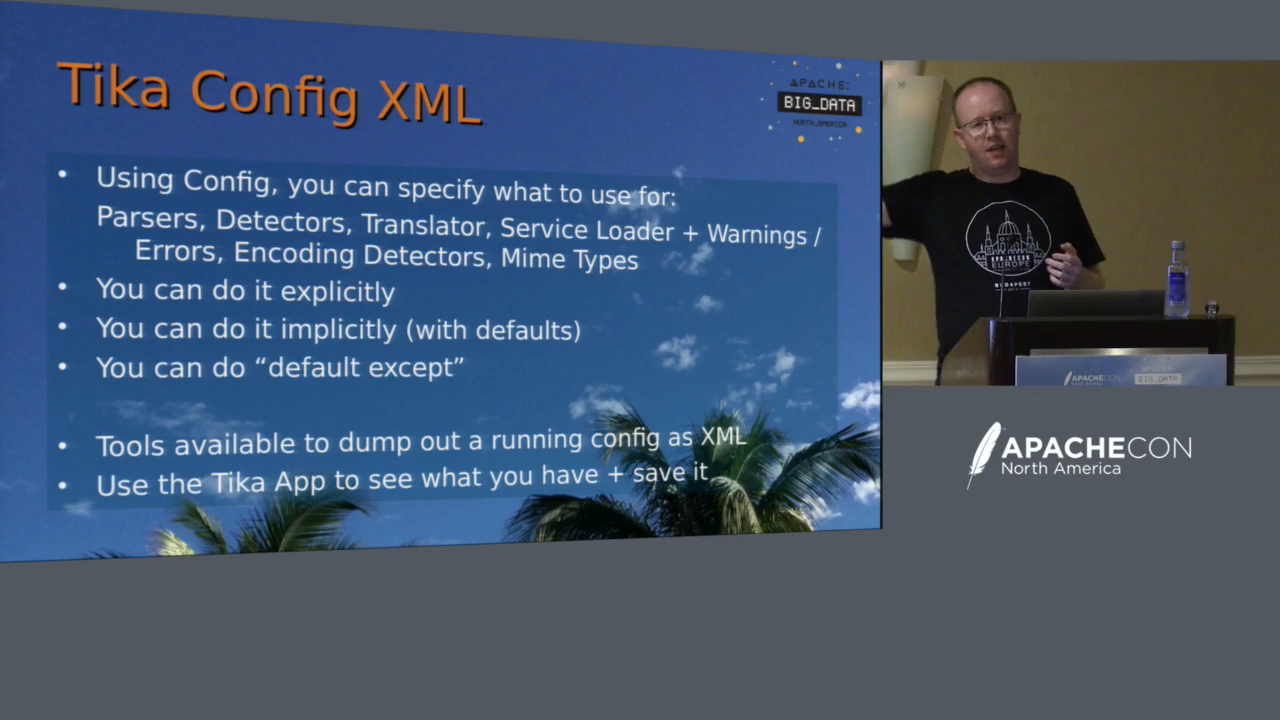 Tika Config XML
APACHE:
BIG_DATA
NORTH_AMERICA
• Using Config, you can specify what to use for:
Parsers, Detectors, Translator, Service Loader + Warnings /
Errors, Encoding Detectors, Mime Types
• You can do it explicitly
• You can do it implicitly (with defaults)
• You can do “default except”
• Tools available to dump out a running config as XML
• Use the Tika App to see what you have + save it
APACHECON
EUROPE
BUDAPEST
APACHECON
BIG_DATA
APACHECON
North America